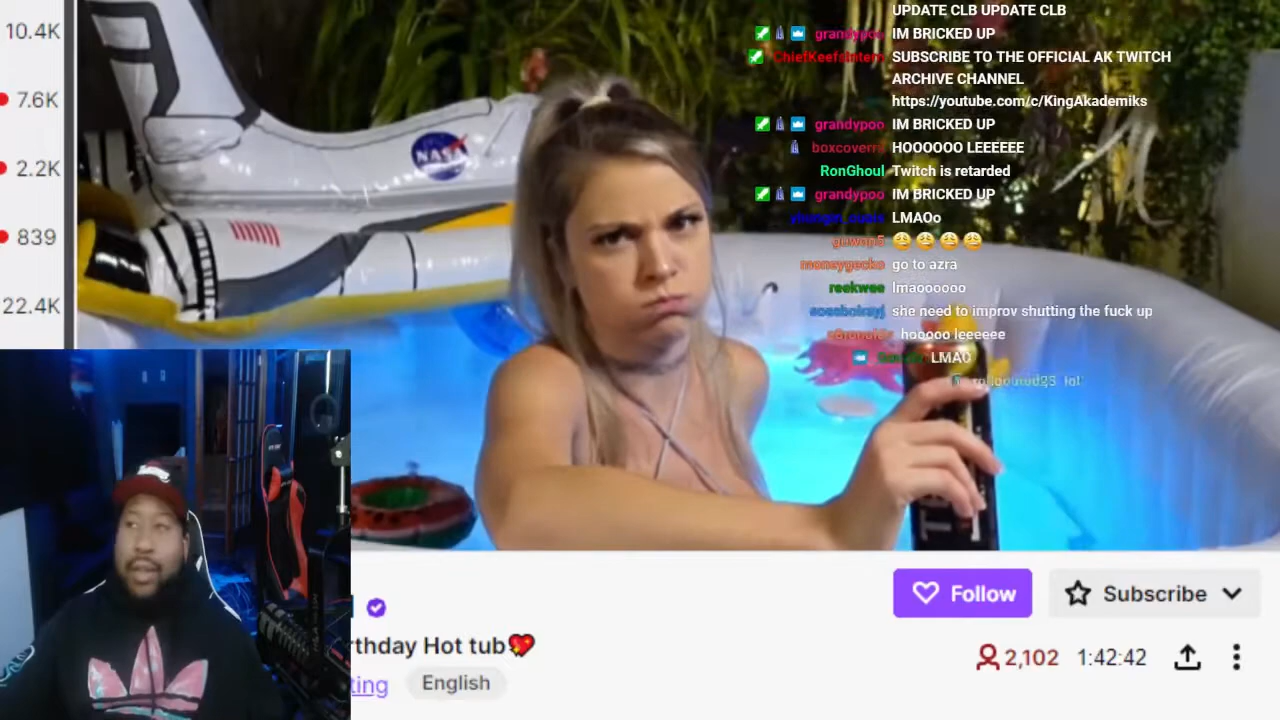 10.4K
7.6K
2.2K
839
22.4K
NASA
UPDATE CLB UPDATE CLB
grandypoo IM BRICKED UP
ChiefKeefsIntern SUBSCRIBE TO THE OFFICIAL AK TWITCH
ARCHIVE CHANNEL
https://youtube.com/c/KingAkademiks
grandypoo IM BRICKED UP
HOOOOOO LEEEEEE
RonGhoul Twitch is retarded
grandypoo IM BRICKED UP
LMAOo
go to azra
reekwee lmaoooooo
she need to improv shutting the fuck up
hooooo leeeeee
LMAO
lol
Follow
Subscribe
rthday Hot tub💖
2,102 1:42:42
ting
English